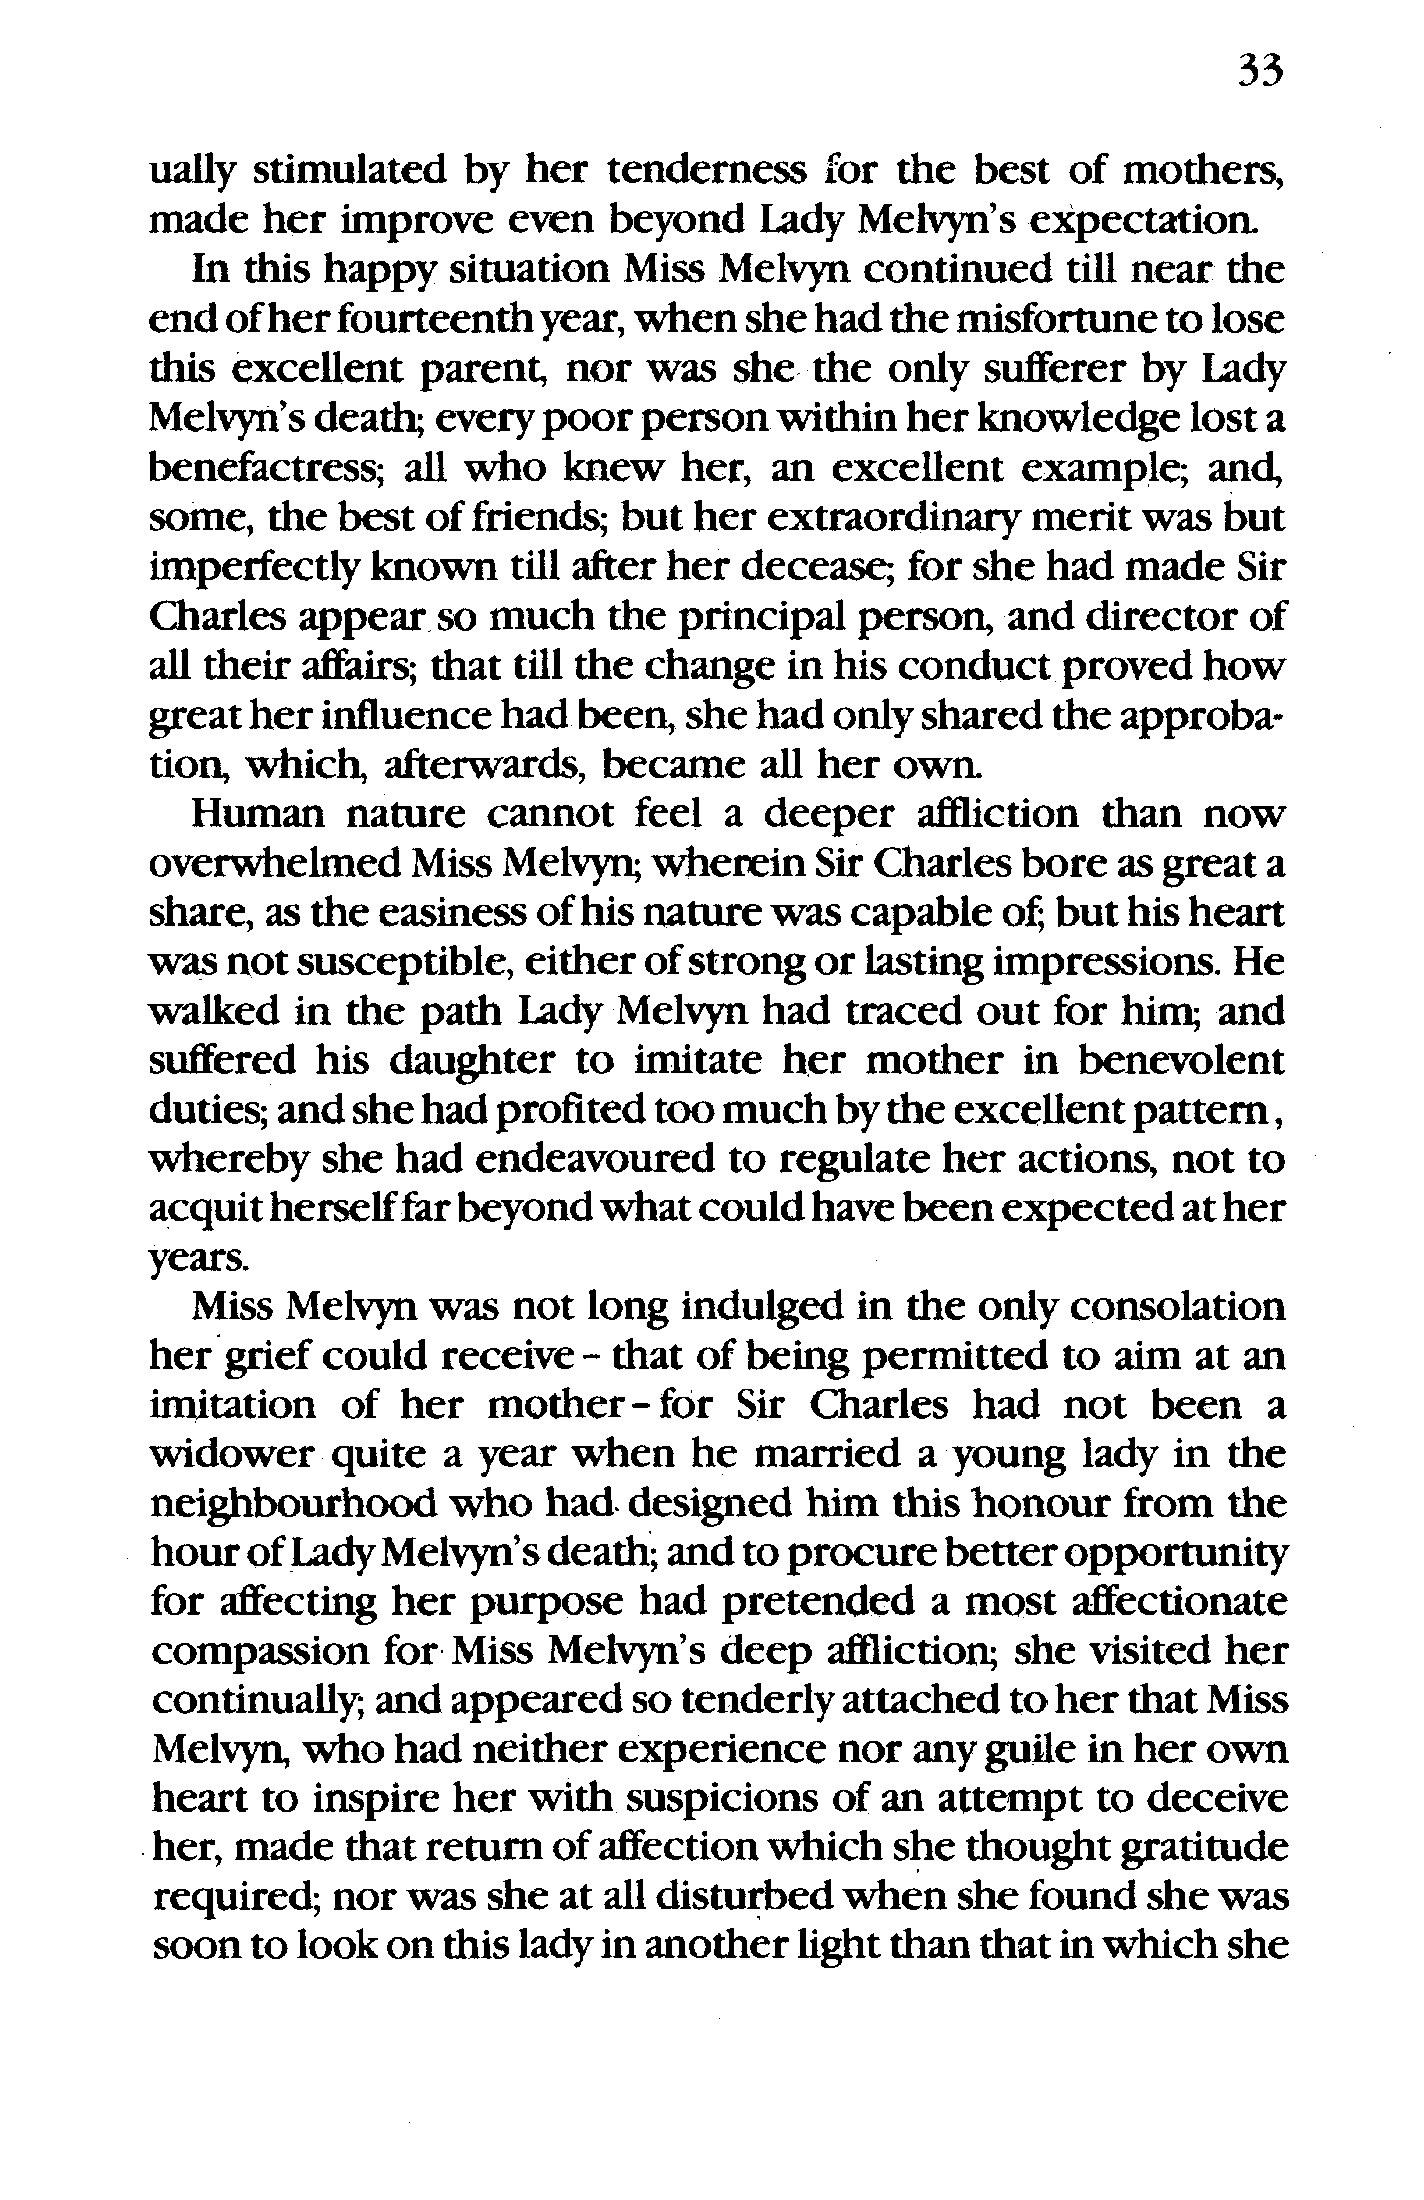 33
ually stimulated by her tenderness for the best of mothers,
made her improve even beyond Lady Melvyn's expectation.
In this happy situation Miss Melvyn continued till near the
end of her fourteenth year, when she had the misfortune to lose
this excellent parent, nor was she the only sufferer by Lady
Melvyn's death; every poor person within her knowledge lost a
benefactress; all who knew her, an excellent example; and,
some, the best of friends; but her extraordinary merit was but
imperfectly known till after her decease; for she had made Sir
Charles appear so much the principal person, and director of
all their affairs; that till the change in his conduct proved how
great her influence had been, she had only shared the approba-
tion, which, afterwards, became all her own.
Human nature cannot feel a deeper affliction than now
overwhelmed Miss Melvyn; wherein Sir Charles bore as great a
share, as the easiness of his nature was capable of; but his heart
was not susceptible, either of strong or lasting impressions. He
walked in the path Lady Melvyn had traced out for him; and
suffered his daughter to imitate her mother in benevolent
duties; and she had profited too much by the excellent pattern,
whereby she had endeavoured to regulate her actions, not to
acquit herself far beyond what could have been expected at her
years.
Miss Melvyn was not long indulged in the only consolation
her grief could receive - that of being permitted to aim at an
imitation of her mother - for Sir Charles had not been a
widower quite a year when he married a young lady in the
neighbourhood who had designed him this honour from the
hour of Lady Melvyn's death; and to procure better opportunity
for affecting her purpose had pretended a most affectionate
compassion for Miss Melvyn's deep affliction; she visited her
continually; and appeared so tenderly attached to her that Miss
Melvyn, who had neither experience nor any guile in her own
heart to inspire her with suspicions of an attempt to deceive
her, made that return of affection which she thought gratitude
required; nor was she at all disturbed when she found she was
soon to look on this lady in another light than that in which she